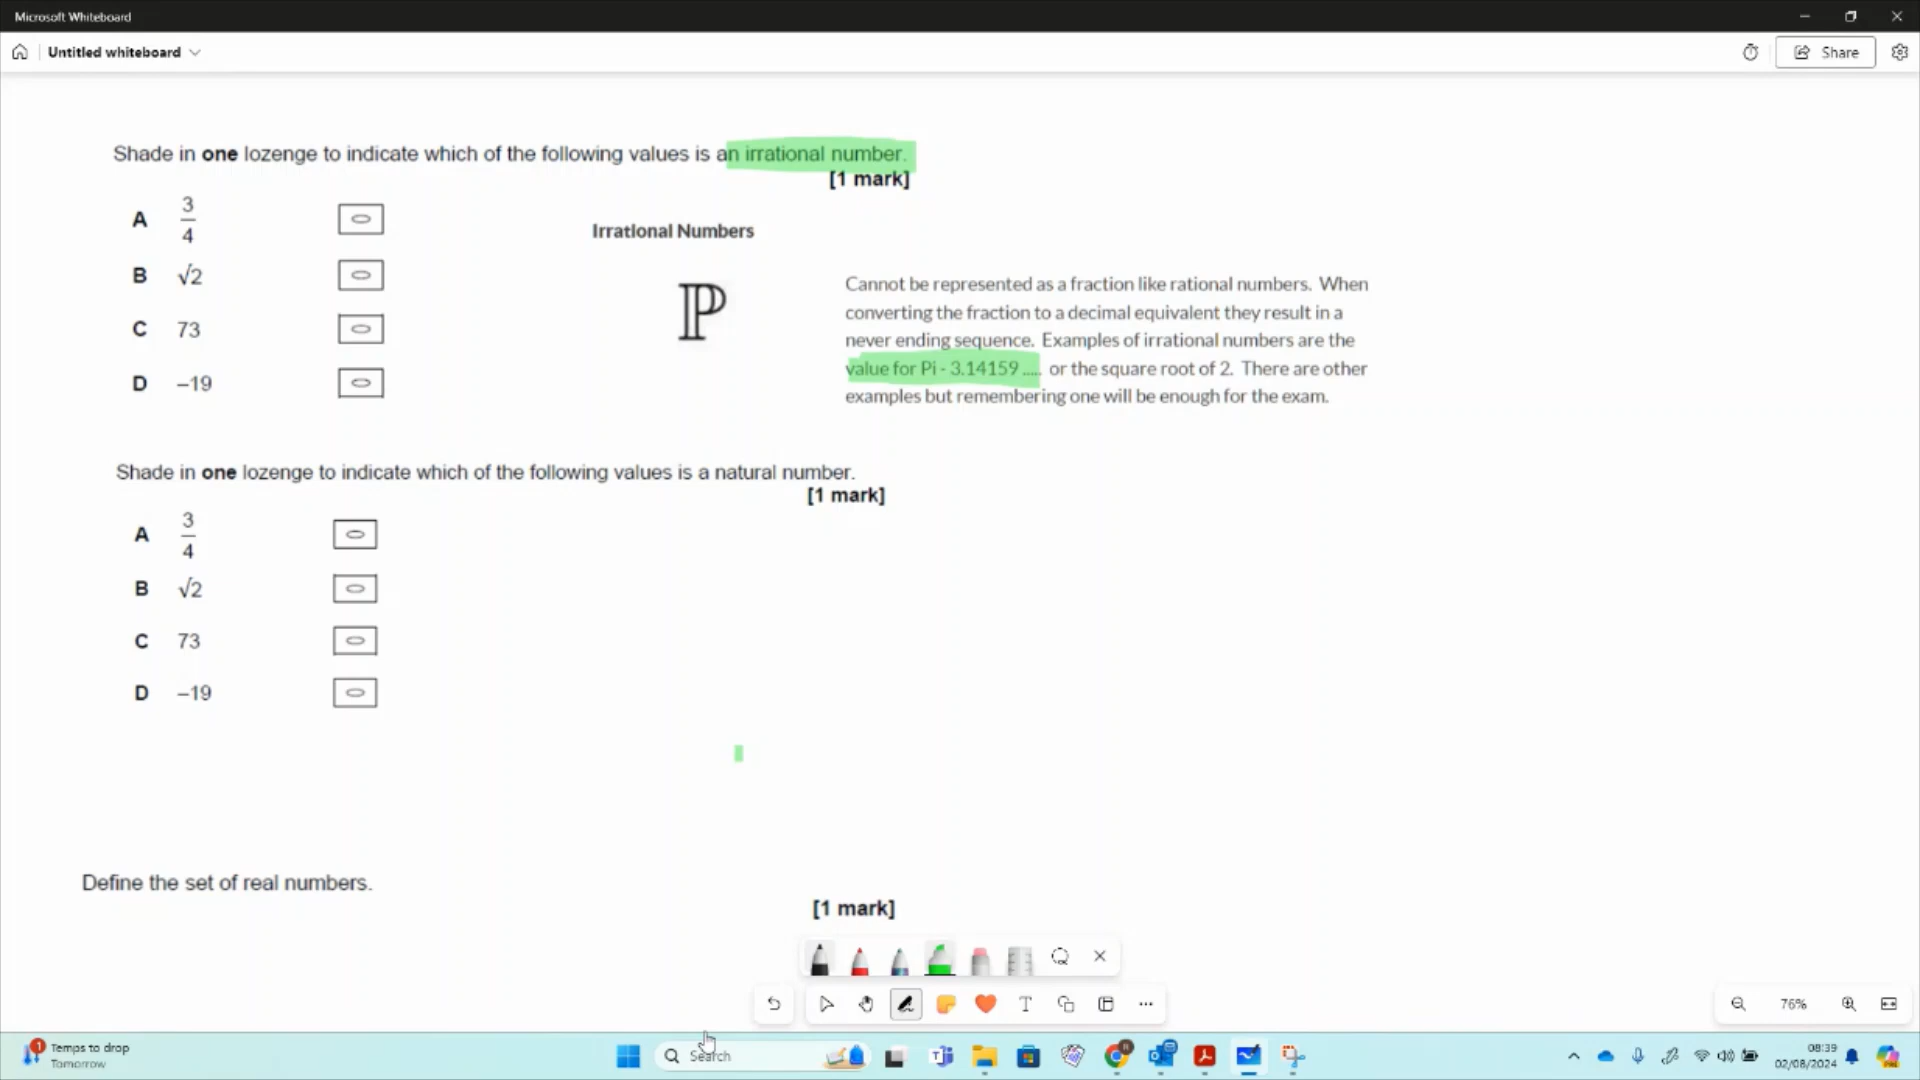 Microsoft Whiteboard
Untitled whiteboard
Share
Shade in one lozenge to indicate which of the following values is an irrational number.
[1 mark]
A 3/4
B √2
C 73
D –19
Irrational Numbers
ℙ
Cannot be represented as a fraction like rational numbers. When
converting the fraction to a decimal equivalent they result in a
never ending sequence. Examples of irrational numbers are the
value for Pi - 3.14159 ..... or the square root of 2. There are other
examples but remembering one will be enough for the exam.
Shade in one lozenge to indicate which of the following values is a natural number.
[1 mark]
A 3/4
B √2
C 73
D –19
Define the set of real numbers.
[1 mark]
76%
1
Temps to drop
Tomorrow
Search
08:39
02/08/2024